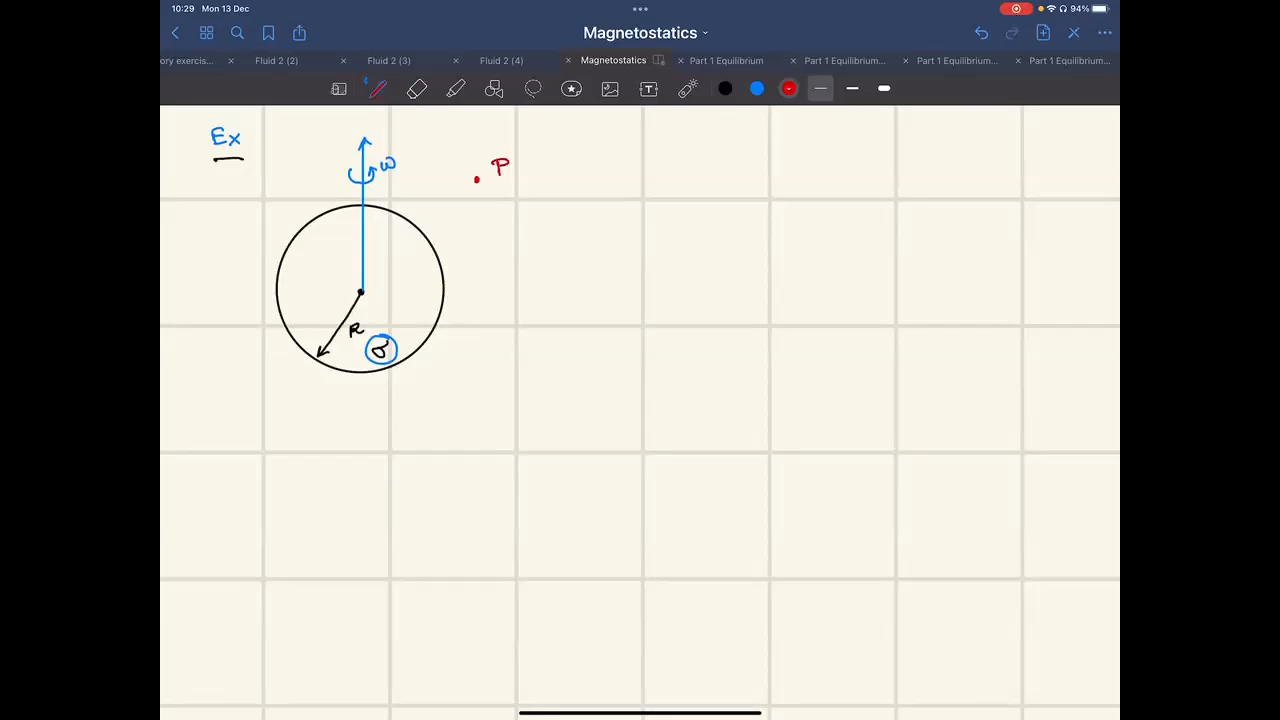 10:29 Mon 13 Dec
94%
Magnetostatics
ory exercis...
Fluid 2 (2)
Fluid 2 (3)
Fluid 2 (4)
Magnetostatics
Part 1 Equilibrium
Part 1 Equilibrium...
Part 1 Equilibrium...
Part 1 Equilibrium...
Ex
ω
P
R
σ